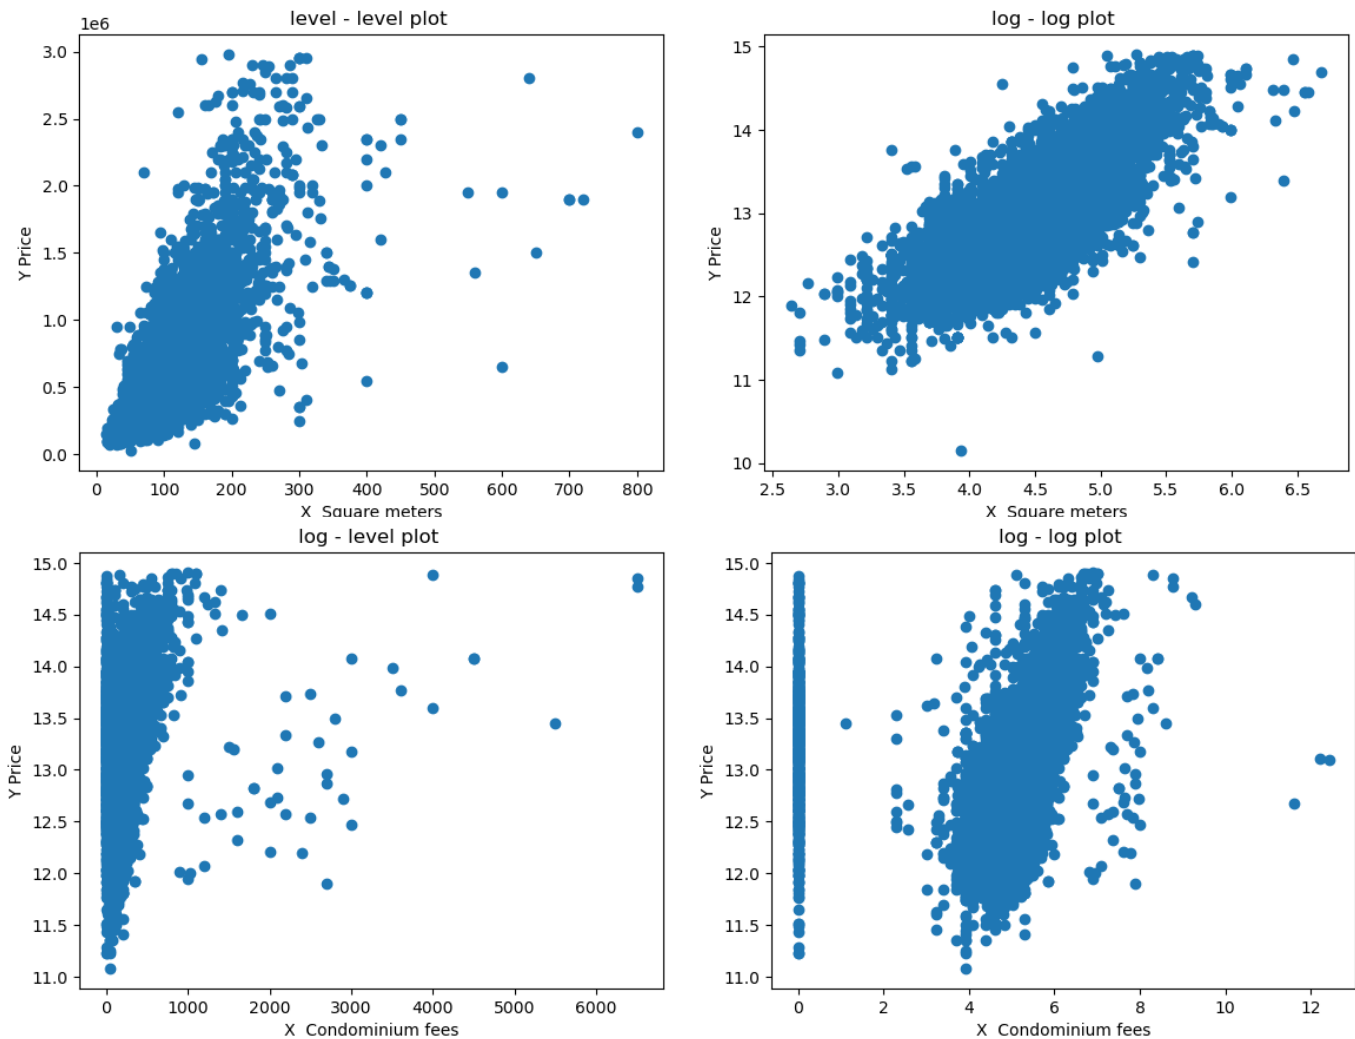 level - level plot
1e6
3.0
2.5
2.0
1.5
1.0
0.5
0.0
Y Price
0 100 200 300 400 500 600 700 800
X Square meters
log - log plot
15
14
13
12
11
10
Y Price
2.5 3.0 3.5 4.0 4.5 5.0 5.5 6.0 6.5
X Square meters
log - level plot
15.0
14.5
14.0
13.5
13.0
12.5
12.0
11.5
11.0
Y Price
0 1000 2000 3000 4000 5000 6000
X Condominium fees
log - log plot
15.0
14.5
14.0
13.5
13.0
12.5
12.0
11.5
11.0
Y Price
0 2 4 6 8 10 12
X Condominium fees